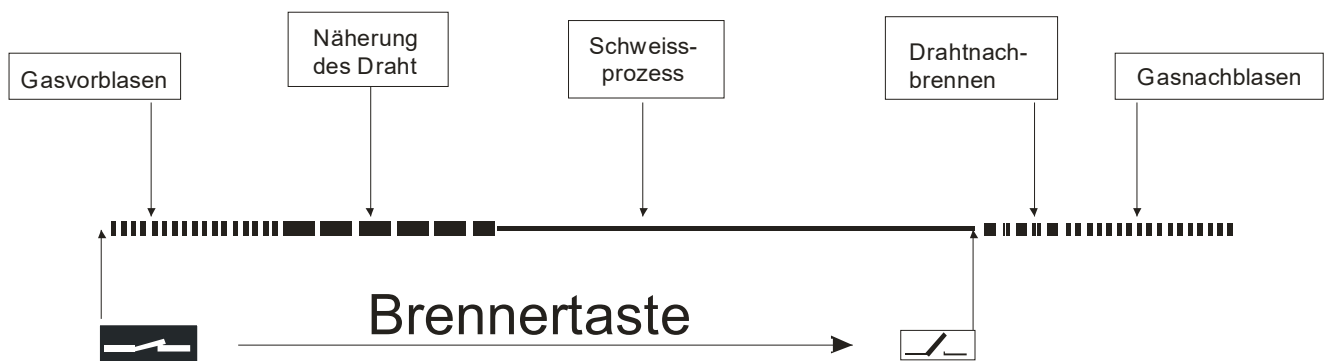 Gasvorblasen
Näherung
des Draht
Schweiss-
prozess
Drahtnach-
brennen
Gasnachblasen
Brennertaste